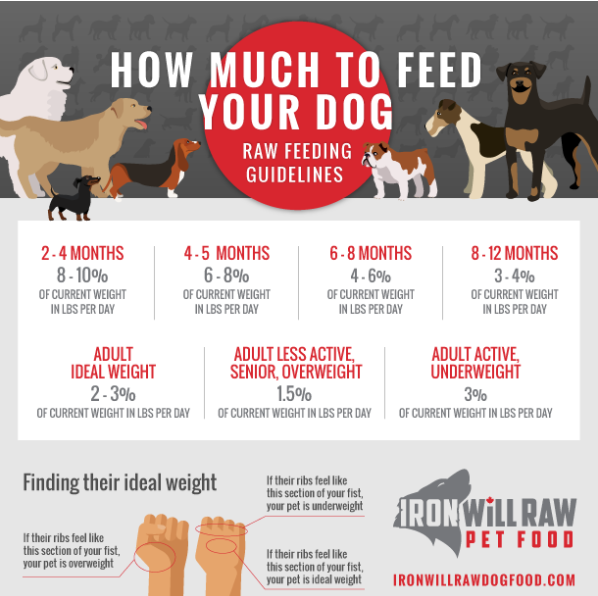 HOW MUCH TO FEED
YOUR DOG
RAW FEEDING
GUIDELINES
2 - 4 MONTHS
8 - 10%
OF CURRENT WEIGHT
IN LBS PER DAY
4 - 5 MONTHS
6 - 8%
OF CURRENT WEIGHT
IN LBS PER DAY
6 - 8 MONTHS
4 - 6%
OF CURRENT WEIGHT
IN LBS PER DAY
8 - 12 MONTHS
3 - 4%
OF CURRENT WEIGHT
IN LBS PER DAY
ADULT
IDEAL WEIGHT
2 - 3%
OF CURRENT WEIGHT IN LBS PER DAY
ADULT LESS ACTIVE,
SENIOR, OVERWEIGHT
1.5%
OF CURRENT WEIGHT IN LBS PER DAY
ADULT ACTIVE,
UNDERWEIGHT
3%
OF CURRENT WEIGHT IN LBS PER DAY
Finding their ideal weight
If their ribs feel like
this section of your fist,
your pet is overweight
If their ribs feel like
this section of your fist,
your pet is underweight
If their ribs feel like
this section of your fist,
your pet is ideal weight
IRON WiLL RAW
PET FOOD
IRONWILLRAWDOGFOOD.COM